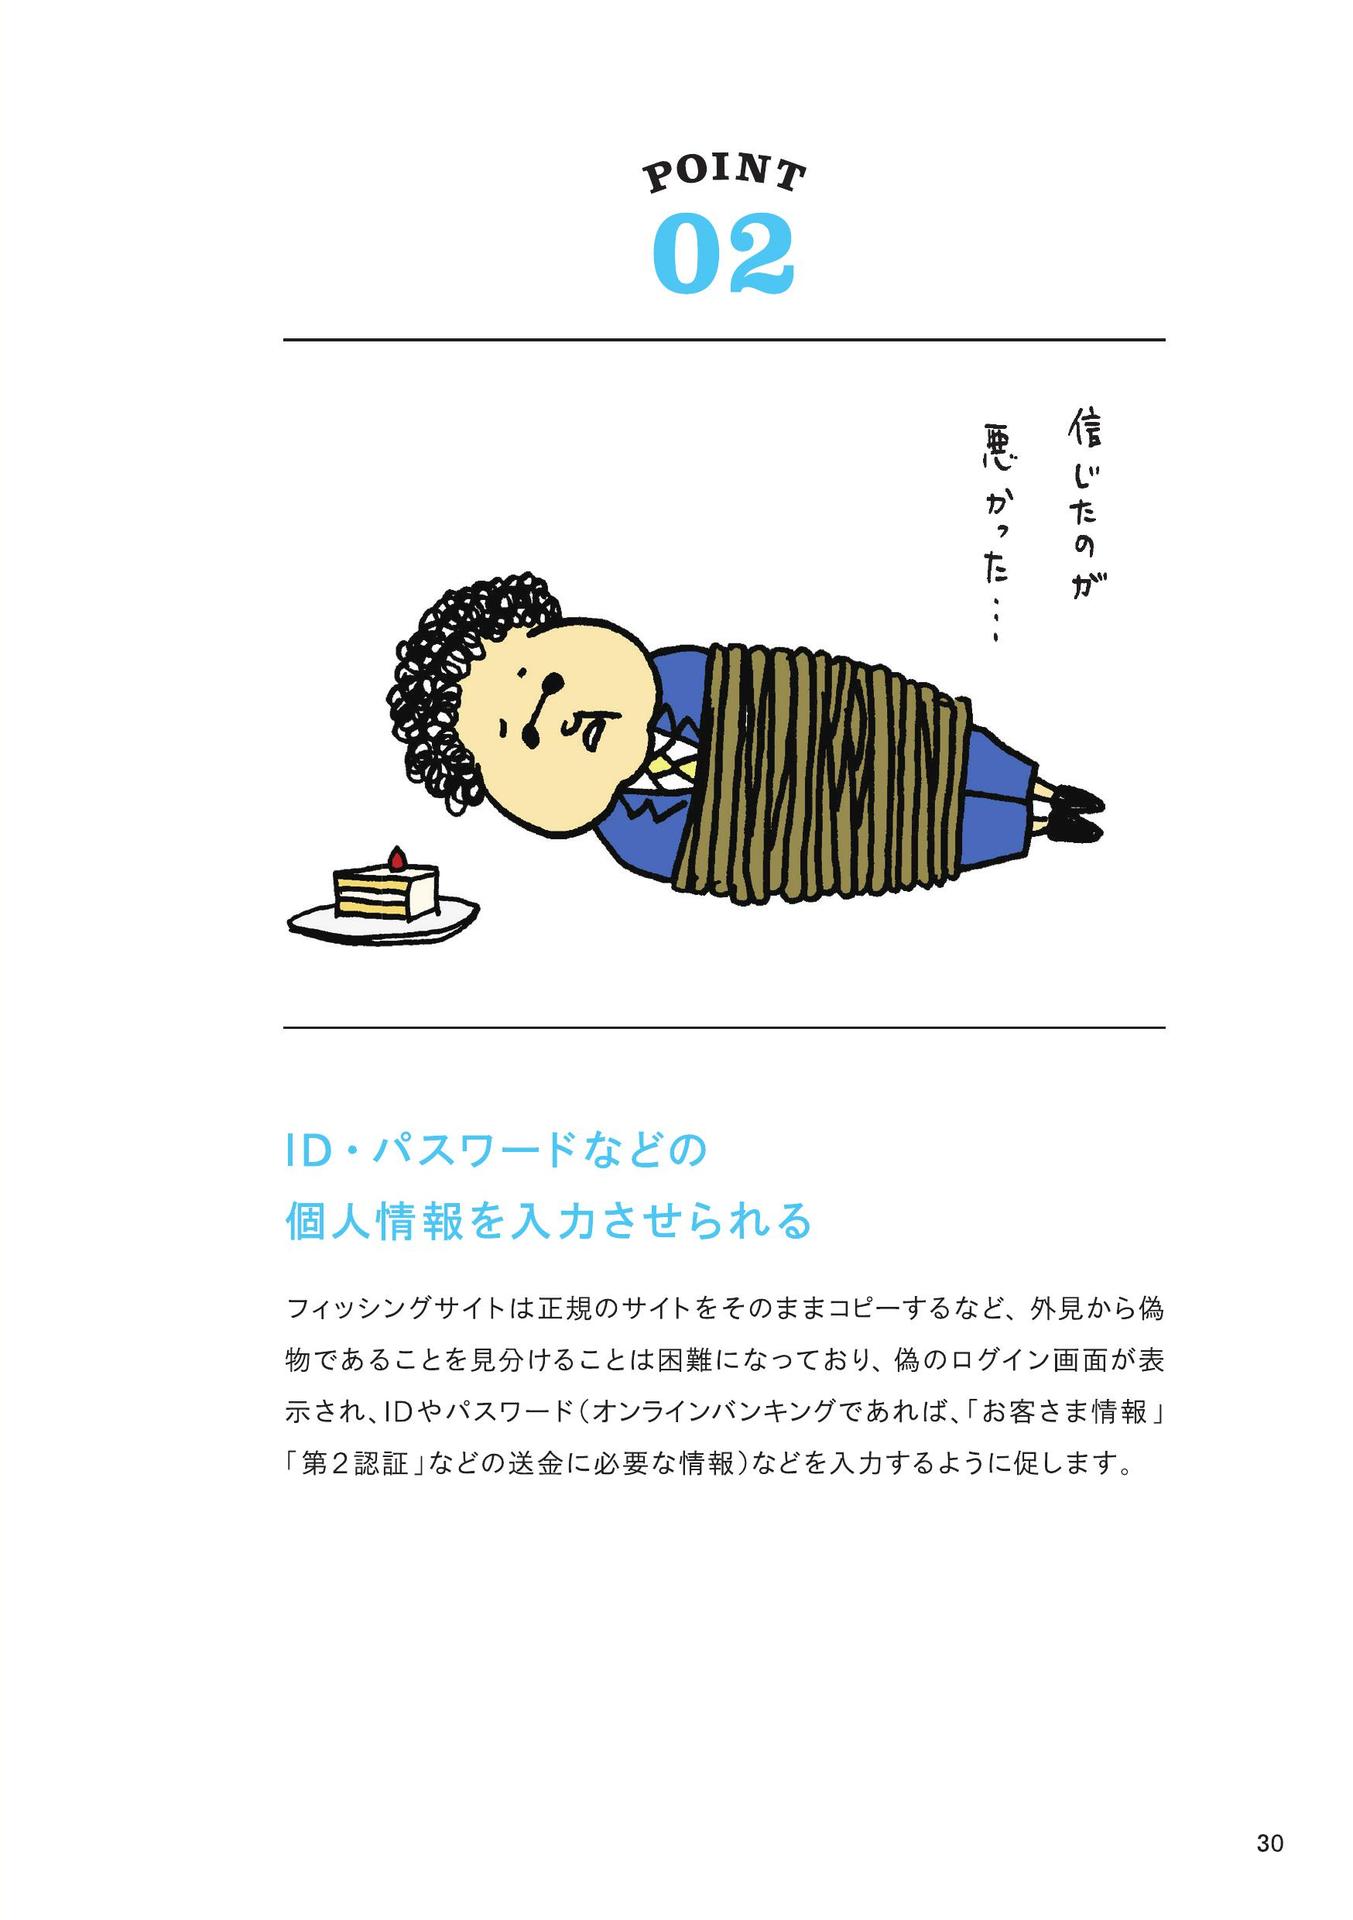 POINT
02
信じたのが
悪かった…
ID・パスワードなどの
個人情報を入力させられる
フィッシングサイトは正規のサイトをそのままコピーするなど、外見から偽
物であることを見分けることは困難になっており、偽のログイン画面が表
示され、IDやパスワード（オンラインバンキングであれば、「お客さま情報」
「第2認証」などの送金に必要な情報）などを入力するように促します。
30